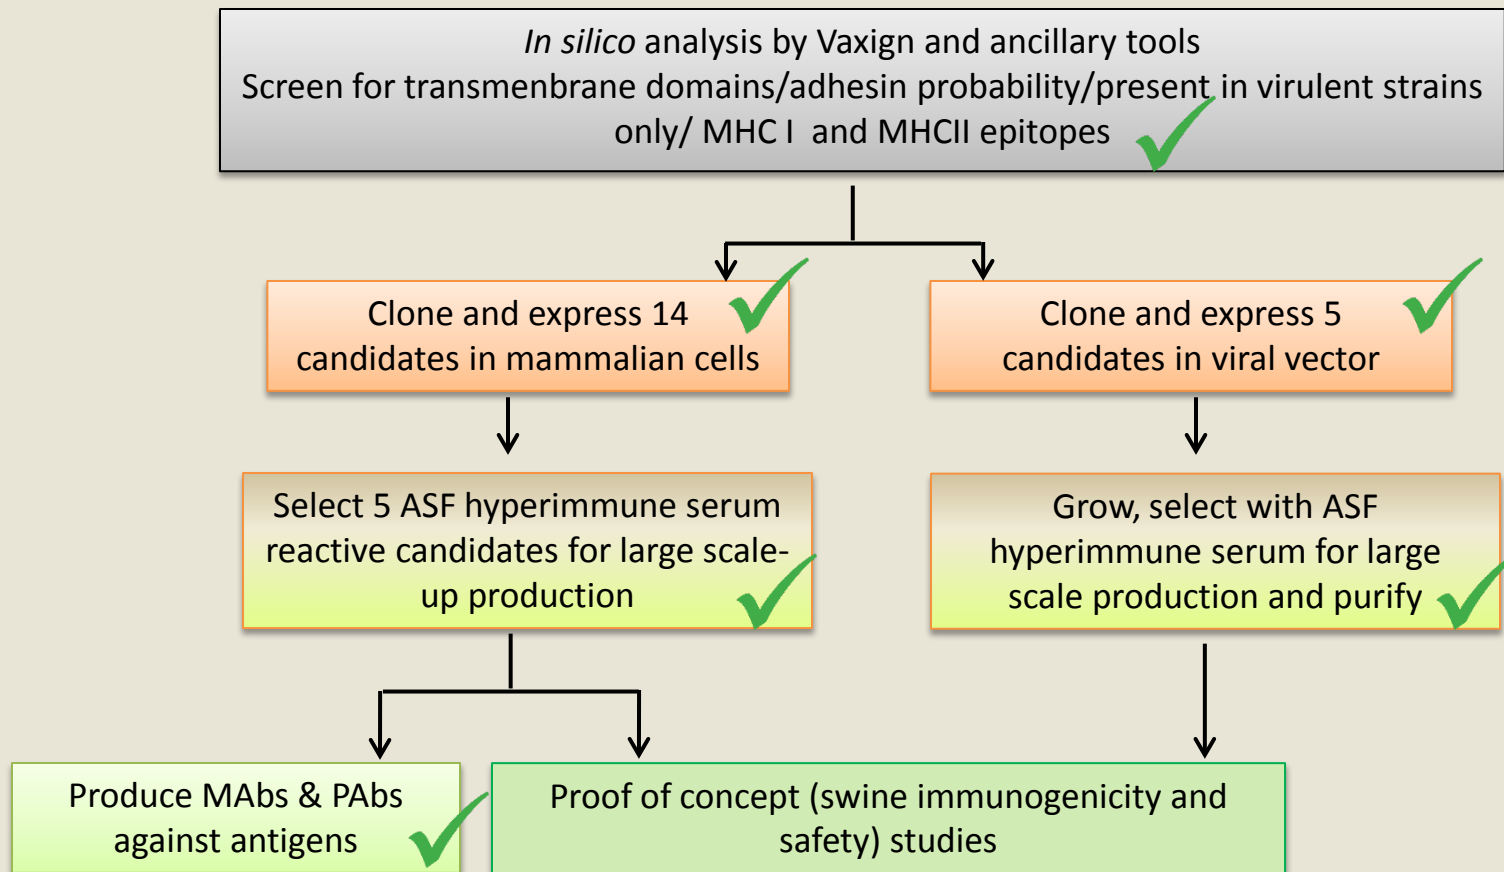 In silico analysis by Vaxign and ancillary tools
Screen for transmenbrane domains/adhesin probability/present in virulent strains
only/ MHC I and MHCII epitopes
Clone and express 14
candidates in mammalian cells
Clone and express 5
candidates in viral vector
Select 5 ASF hyperimmune serum
reactive candidates for large scale-
up production
Grow, select with ASF
hyperimmune serum for large
scale production and purify
Produce MAbs & PAbs
against antigens
Proof of concept (swine immunogenicity and
safety) studies